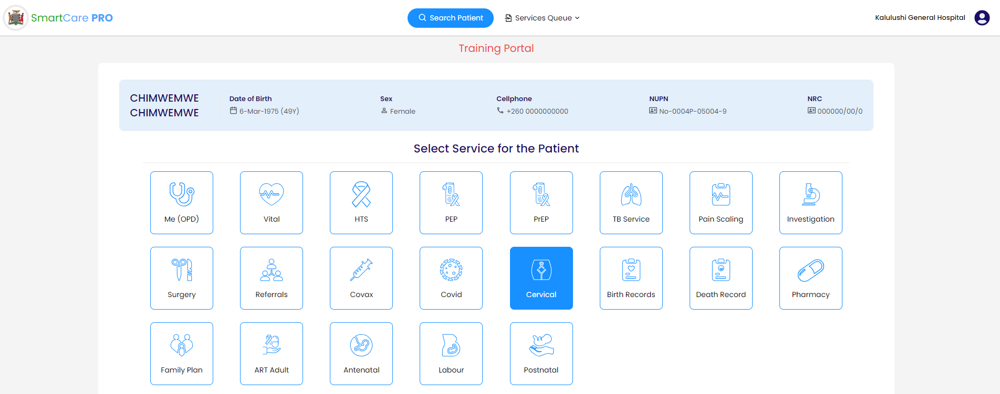 SmartCare PRO
Search Patient
Services Queue
Kalulushi General Hospital
Training Portal
CHIMWEMWE
CHIMWEMWE
Date of Birth
6-Mar-1975 (49Y)
Sex
Female
Cellphone
+260 0000000000
NUPN
No-0004P-05004-9
NRC
000000/00/0
Select Service for the Patient
Me (OPD)
Vital
HTS
PEP
PrEP
TB Service
Pain Scaling
Investigation
Surgery
Referrals
Covax
Covid
Cervical
Birth Records
Death Record
Pharmacy
Family Plan
ART Adult
Antenatal
Labour
Postnatal